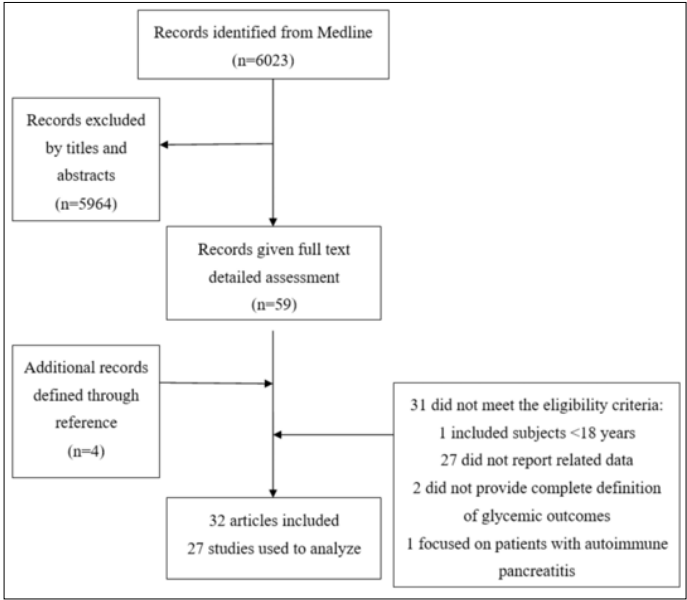 Records identified from Medline
(n=6023)
Records excluded
by titles and
abstracts
(n=5964)
Records given full text
detailed assessment
(n=59)
Additional records
defined through
reference
(n=4)
31 did not meet the eligibility criteria:
1 included subjects <18 years
27 did not report related data
2 did not provide complete definition
of glycemic outcomes
1 focused on patients with autoimmune
pancreatitis
32 articles included
27 studies used to analyze